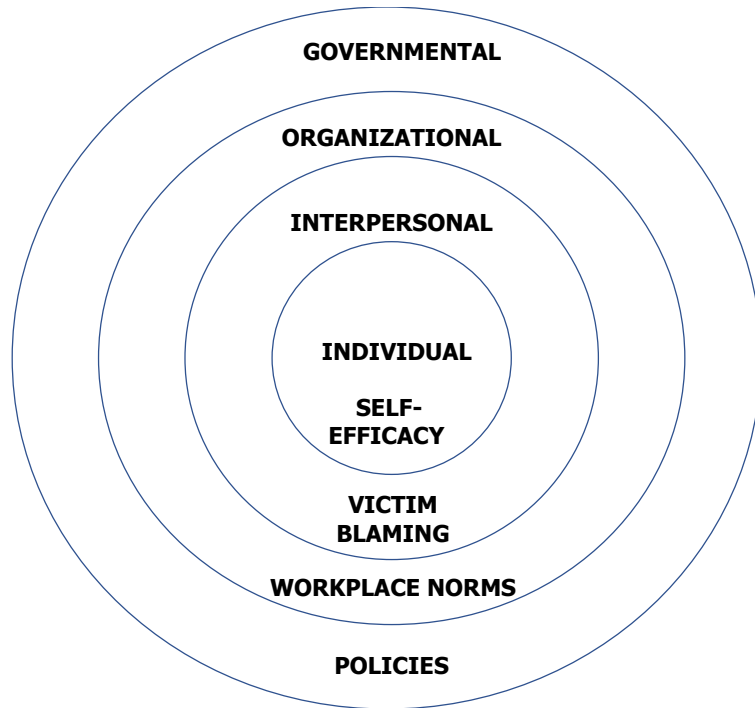 GOVERNMENTAL
ORGANIZATIONAL
INTERPERSONAL
INDIVIDUAL
SELF-
EFFICACY
VICTIM
BLAMING
WORKPLACE NORMS
POLICIES